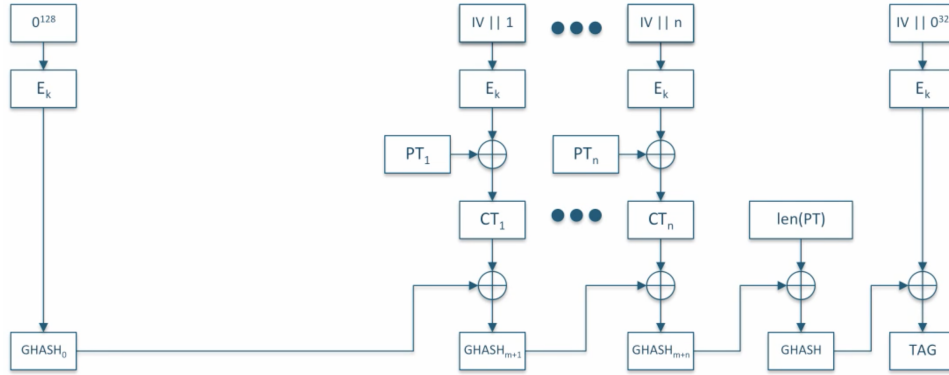 0¹²⁸ IV || 1 IV || n IV || 0³²
Eₖ Eₖ Eₖ Eₖ
PT₁ PTₙ
CT₁ CTₙ len(PT)
GHASH₀ GHASHₘ₊₁ GHASHₘ₊ₙ GHASH TAG